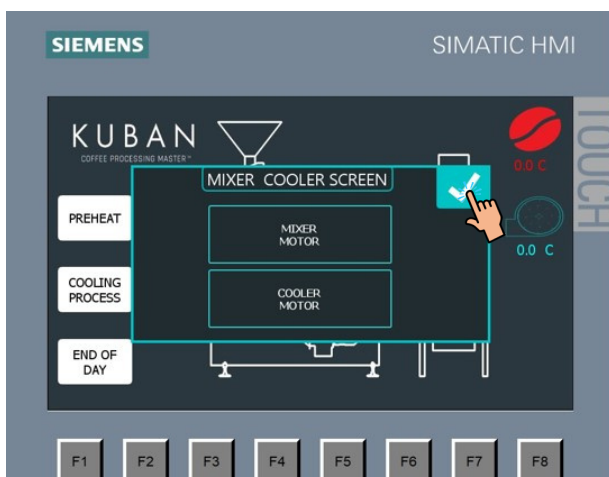 SIEMENS
SIMATIC HMI
TOUCH
KUBAN
COFFEE PROCESSING MASTER™
0.0 C
MIXER COOLER SCREEN
PREHEAT
MIXER
MOTOR
0.0 C
COOLING
PROCESS
COOLER
MOTOR
END OF
DAY
F1 F2 F3 F4 F5 F6 F7 F8